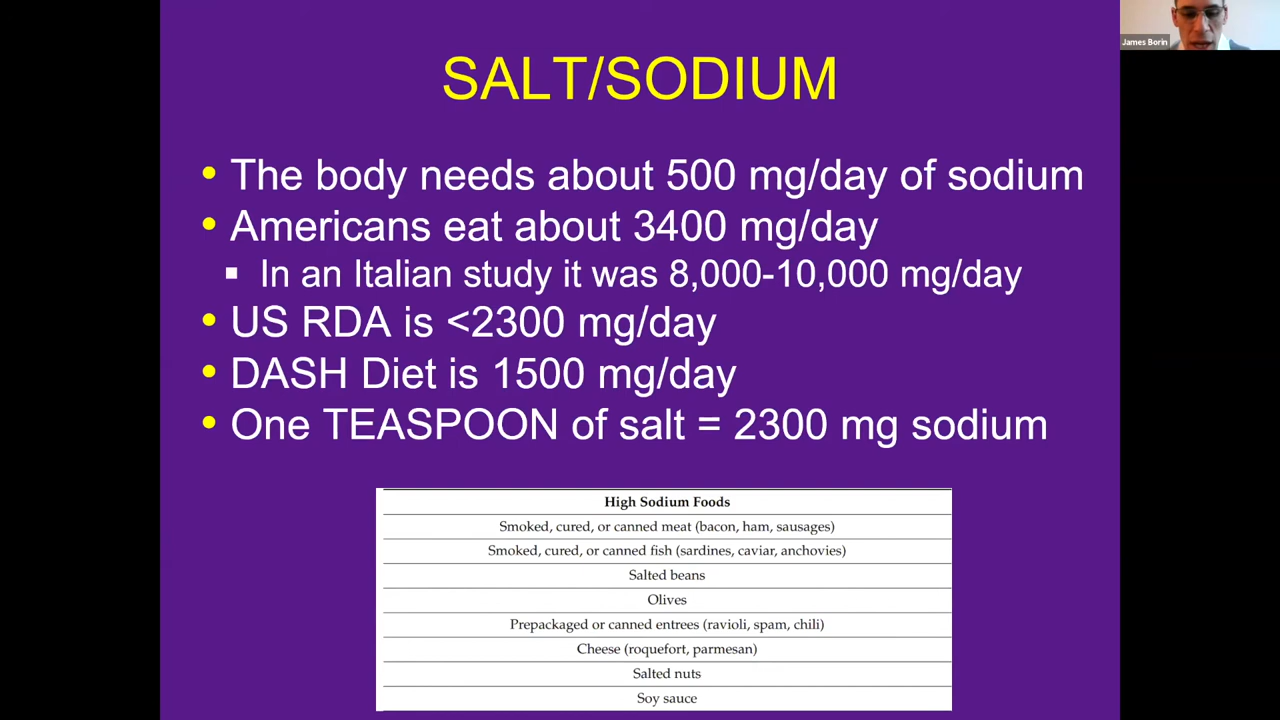 James Borin
SALT/SODIUM
• The body needs about 500 mg/day of sodium
• Americans eat about 3400 mg/day
▪ In an Italian study it was 8,000-10,000 mg/day
• US RDA is <2300 mg/day
• DASH Diet is 1500 mg/day
• One TEASPOON of salt = 2300 mg sodium
High Sodium Foods
Smoked, cured, or canned meat (bacon, ham, sausages)
Smoked, cured, or canned fish (sardines, caviar, anchovies)
Salted beans
Olives
Prepackaged or canned entrees (ravioli, spam, chili)
Cheese (roquefort, parmesan)
Salted nuts
Soy sauce